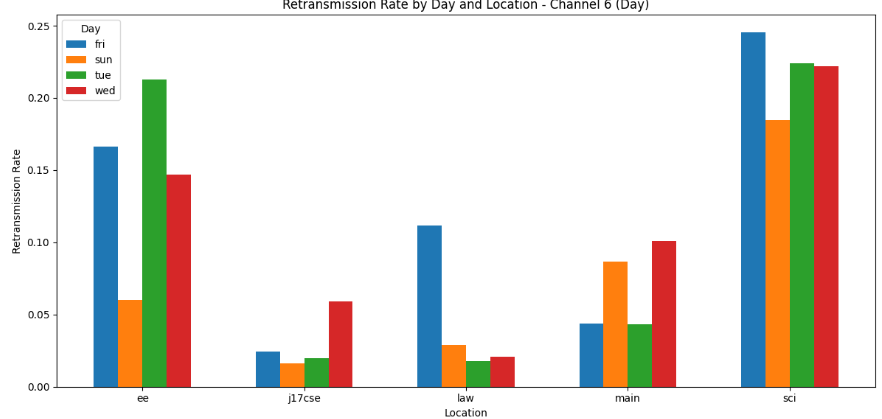 Retransmission Rate by Day and Location - Channel 6 (Day)
0.25
0.20
0.15
0.10
0.05
0.00
Retransmission Rate
Day
fri
sun
tue
wed
ee
j17cse
law
main
sci
Location